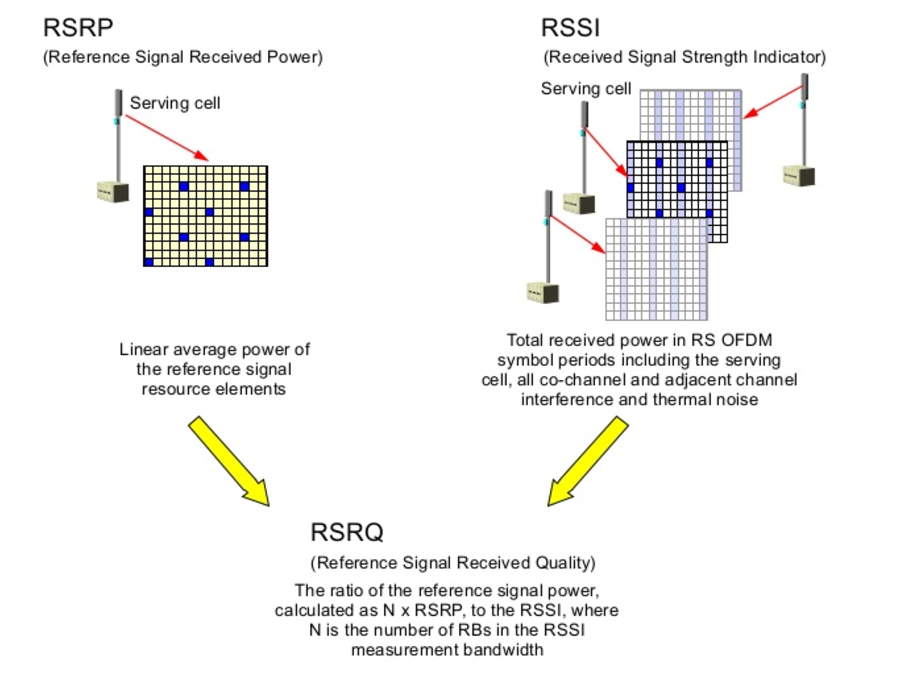 RSRP
(Reference Signal Received Power)
Serving cell
Linear average power of
the reference signal
resource elements
RSSI
(Received Signal Strength Indicator)
Serving cell
Total received power in RS OFDM
symbol periods including the serving
cell, all co-channel and adjacent channel
interference and thermal noise
RSRQ
(Reference Signal Received Quality)
The ratio of the reference signal power,
calculated as N x RSRP, to the RSSI, where
N is the number of RBs in the RSSI
measurement bandwidth